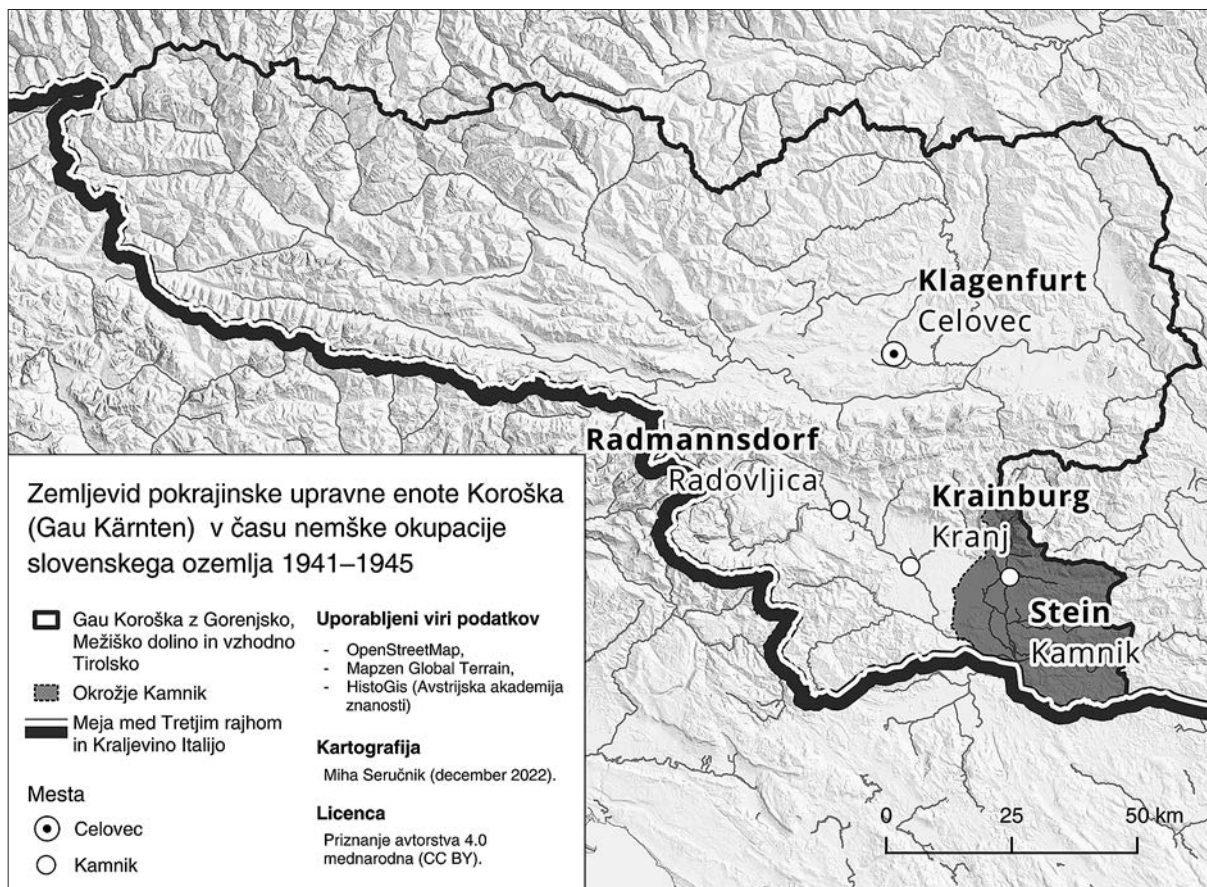 Klagenfurt
Celovec
Radmannsdorf
Radovljica
Krainburg
Kranj
Stein
Kamnik
Zemljevid pokrajinske upravne enote Koroška
(Gau Kärnten) v času nemške okupacije
slovenskega ozemlja 1941–1945
Gau Koroška z Gorenjsko,
Mežiško dolino in vzhodno
Tirolsko
Okrožje Kamnik
Meja med Tretjim rajhom
in Kraljevino Italijo
Mesta
Celovec
Kamnik
Uporabljeni viri podatkov
- OpenStreetMap,
- Mapzen Global Terrain,
- HistoGis (Avstrijska akademija
znanosti)
Kartografija
Miha Seručnik (december 2022).
Licenca
Priznanje avtorstva 4.0
mednarodna (CC BY).
0 25 50 km